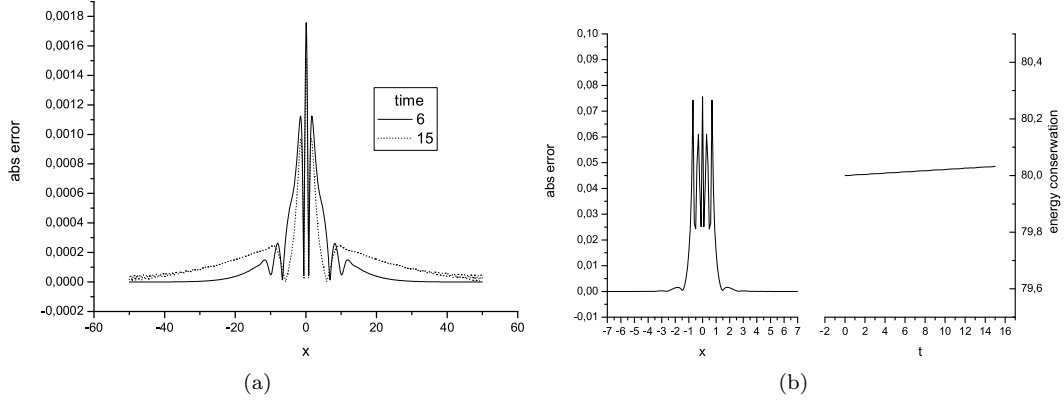 0,0018
0,0016
0,0014
0,0012
0,0010
0,0008
0,0006
0,0004
0,0002
0,0000
-0,0002
abs error
-60 -40 -20 0 20 40 60
x
time
6
15
(a)
0,10
0,09
0,08
0,07
0,06
0,05
0,04
0,03
0,02
0,01
0,00
-0,01
abs error
-7 -6 -5 -4 -3 -2 -1 0 1 2 3 4 5 6 7
x
80,4
80,2
80,0
79,8
79,6
energy conserwation
-2 0 2 4 6 8 10 12 14 16
t
(b)